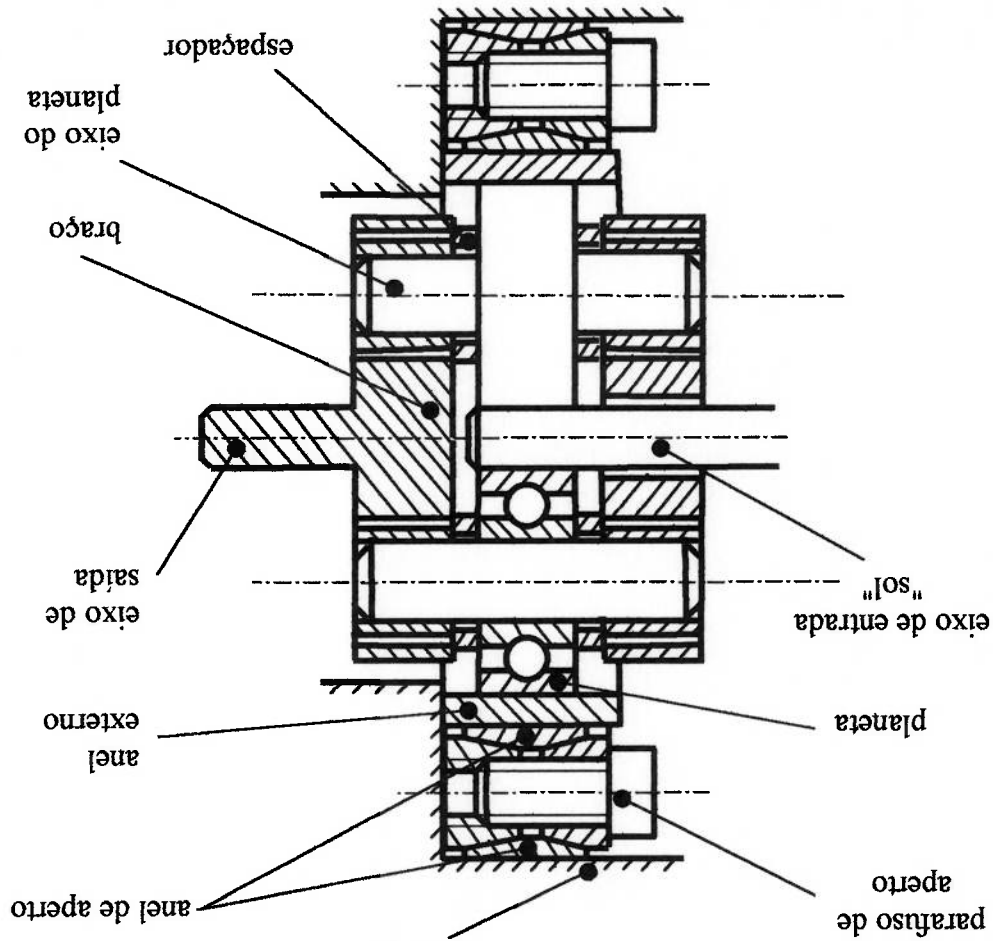 parafuso de
aperto
anel de aperto
planeta
anel
externo
eixo de entrada
"sol"
eixo de
saída
braço
eixo do
planeta
espaçador